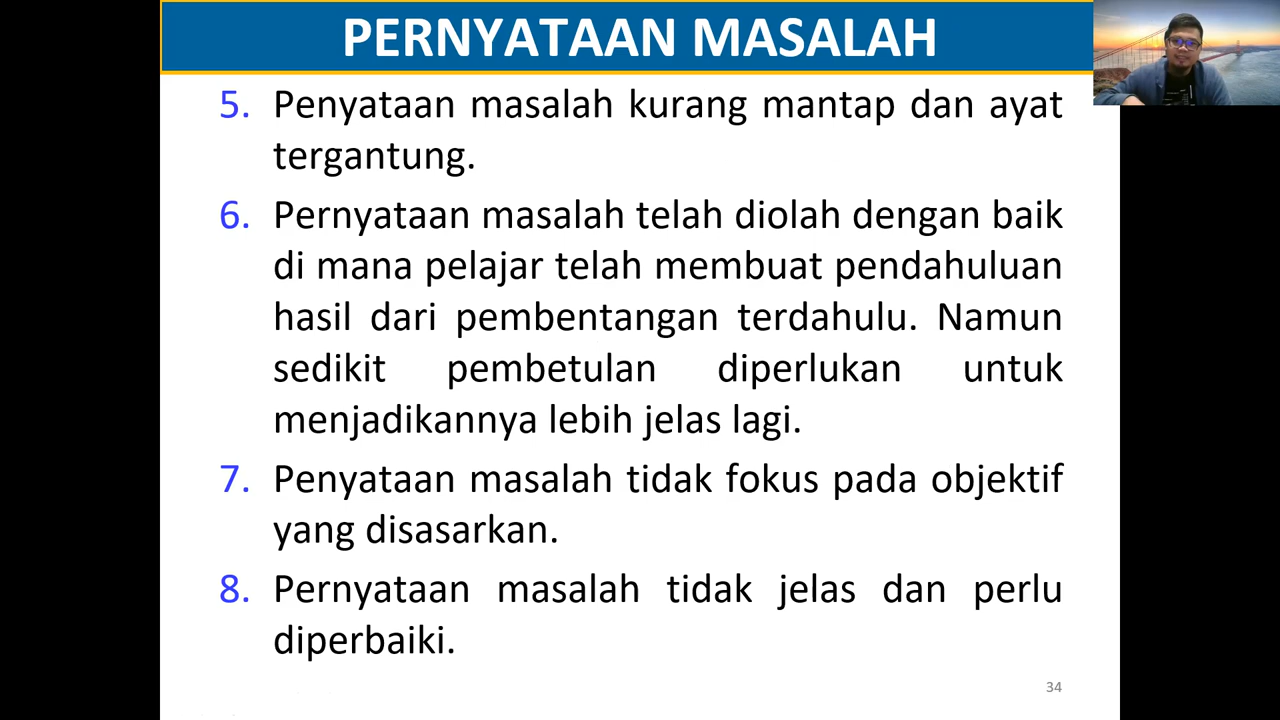 PERNYATAAN MASALAH
5. Penyataan masalah kurang mantap dan ayat
tergantung.
6. Pernyataan masalah telah diolah dengan baik
di mana pelajar telah membuat pendahuluan
hasil dari pembentangan terdahulu. Namun
sedikit pembetulan diperlukan untuk
menjadikannya lebih jelas lagi.
7. Penyataan masalah tidak fokus pada objektif
yang disasarkan.
8. Pernyataan masalah tidak jelas dan perlu
diperbaiki.
34